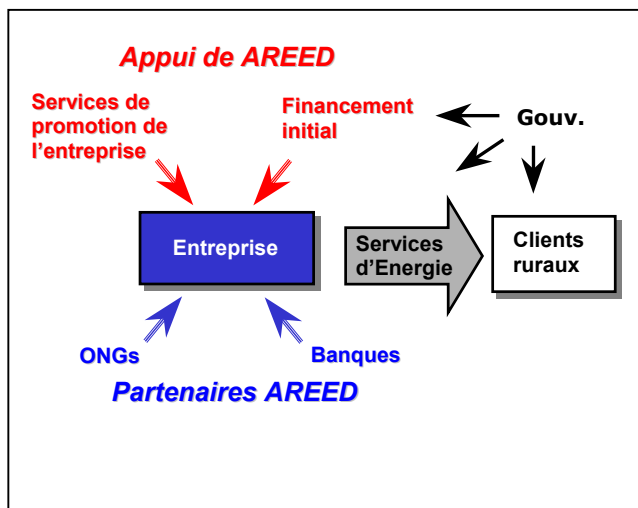 Appui de AREED
Services de
promotion de
l'entreprise
Financement
initial
Gouv.
Entreprise
Services
d'Energie
Clients
ruraux
ONGs
Banques
Partenaires AREED